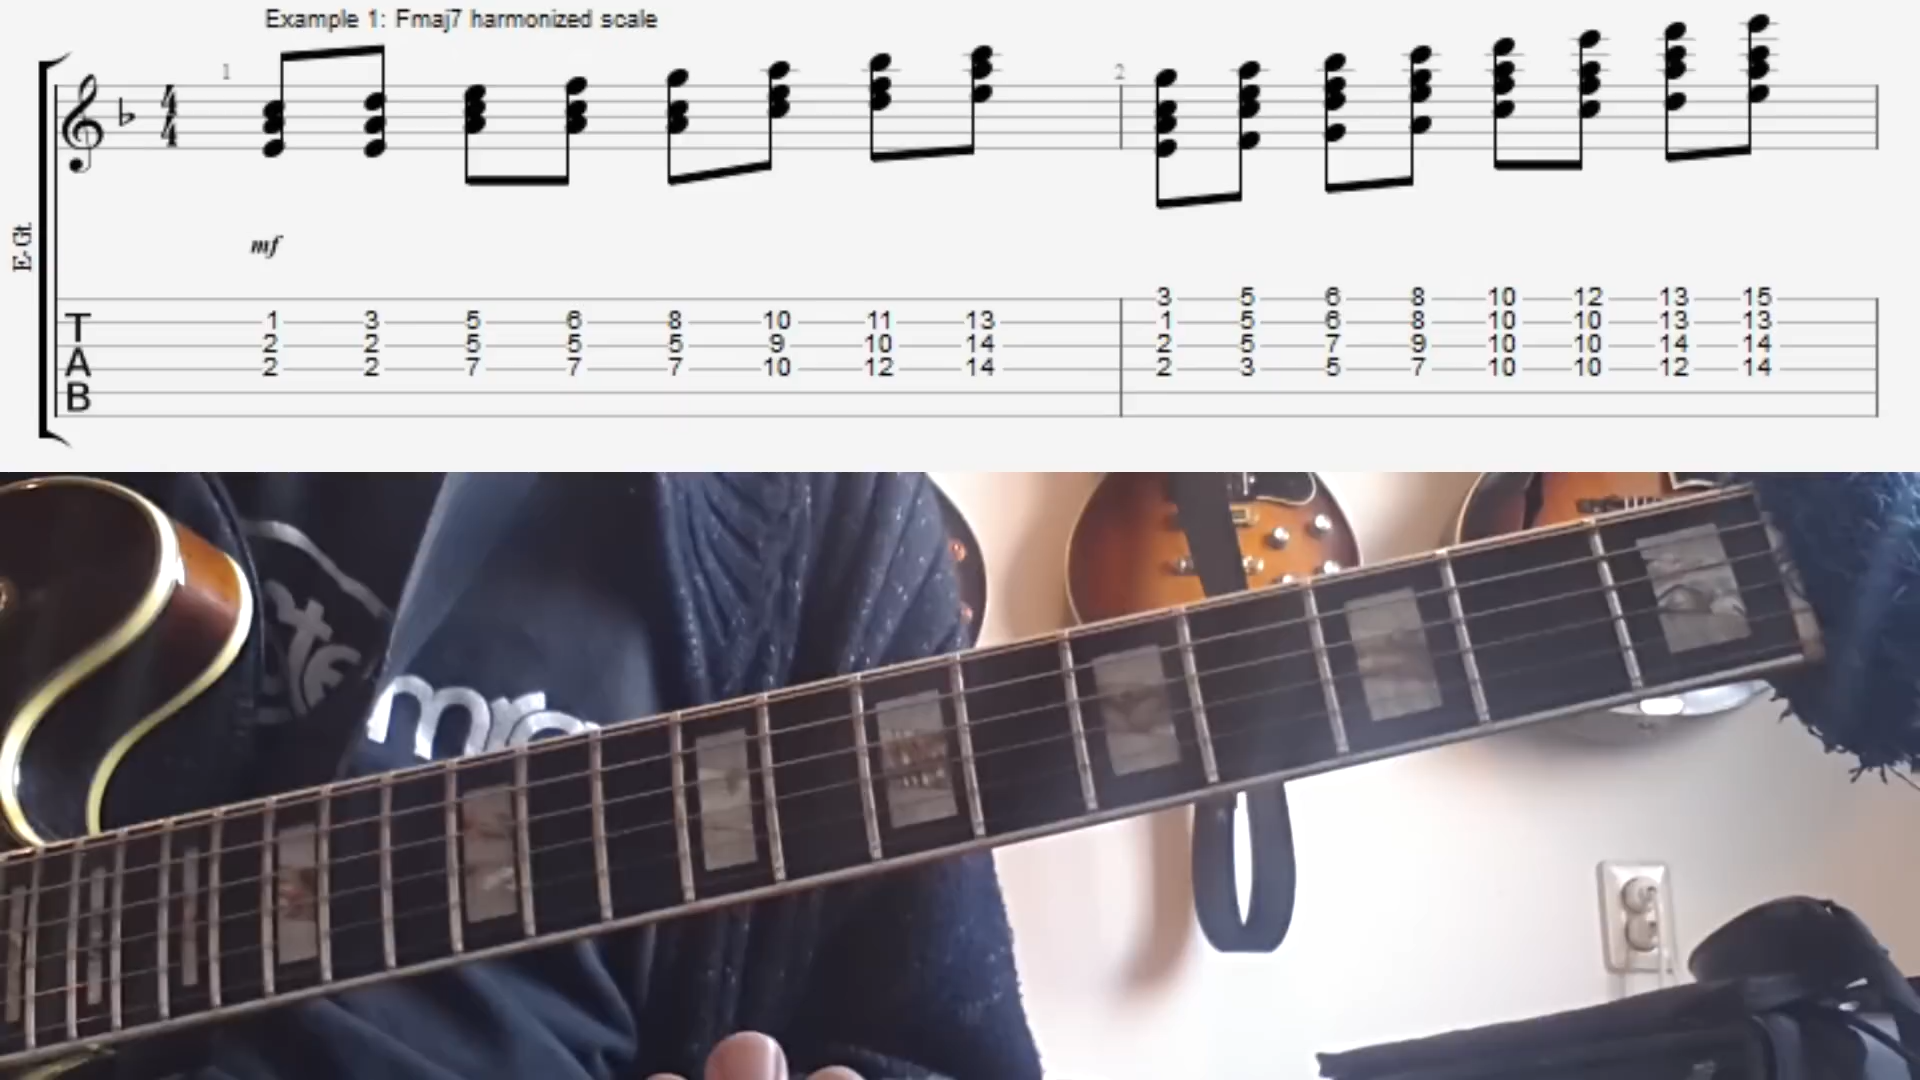 Example 1: Fmaj7 harmonized scale
1
2
4
4
E-Gt
mf
3 5 6 8 10 12 13 15
T 1 3 5 6 8 10 11 13 1 5 6 8 10 10 13 13
2 2 5 5 5 9 10 14 2 5 7 9 10 10 14 14
A 2 2 7 7 7 10 12 14 2 3 5 7 10 10 12 14
B